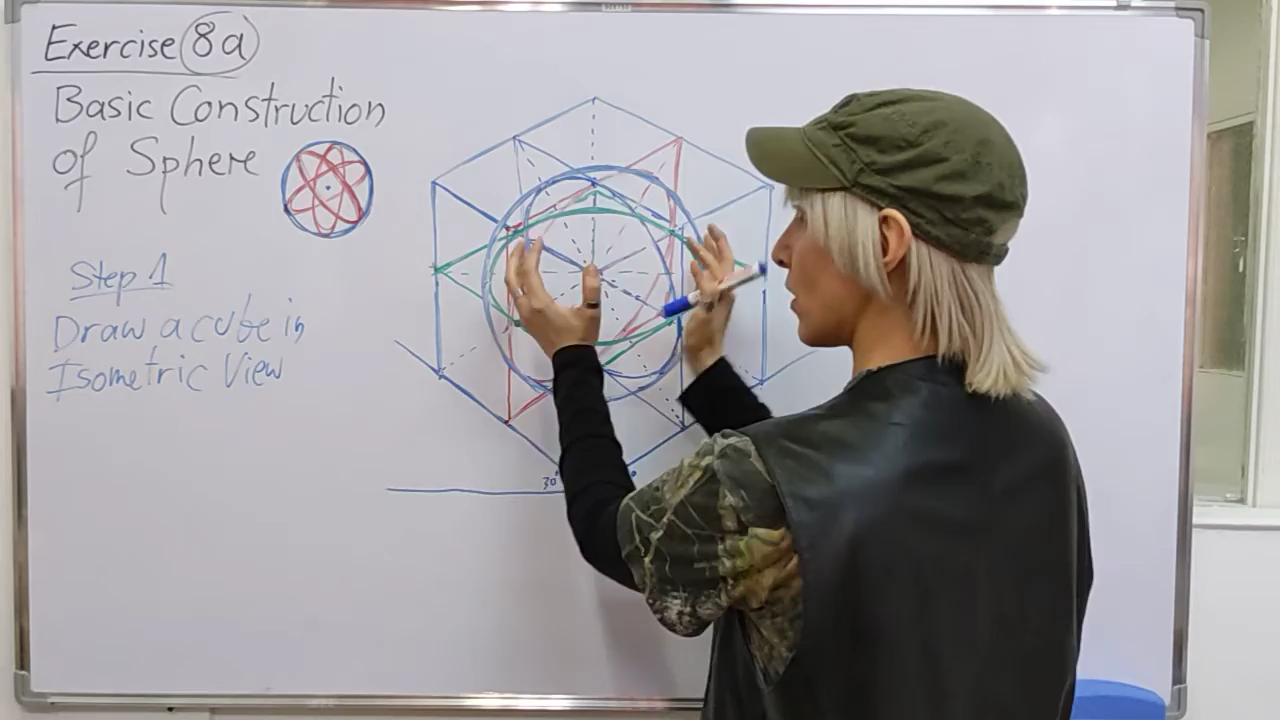 Exercise 8a
Basic Construction
of Sphere
Step 1
Draw a cube in
Isometric View
30°